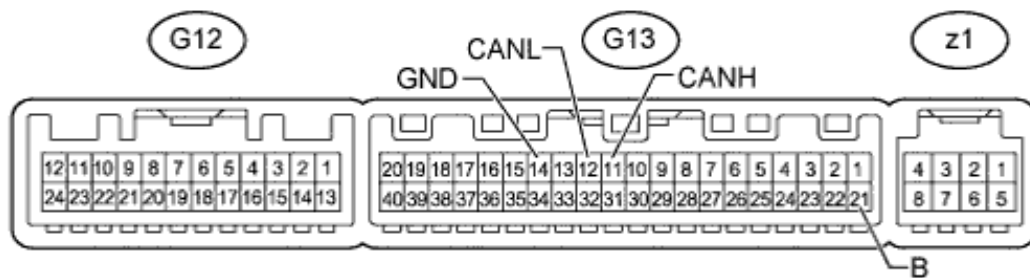 G12 G13 z1
CANL
GND CANH
12 11 10 9 8 7 6 5 4 3 2 1 20 19 18 17 16 15 14 13 12 11 10 9 8 7 6 5 4 3 2 1 4 3 2 1
24 23 22 21 20 19 18 17 16 15 14 13 40 39 38 37 36 35 34 33 32 31 30 29 28 27 26 25 24 23 22 21 8 7 6 5
B